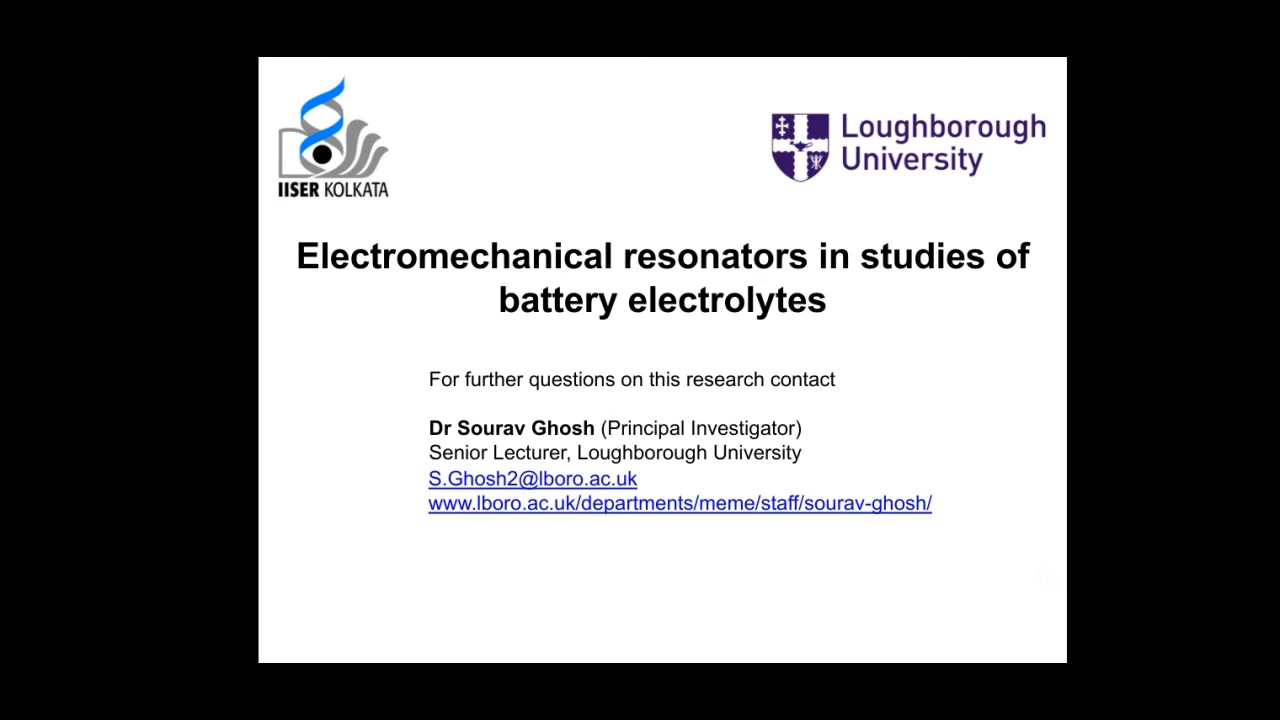 IISER KOLKATA
Loughborough
University
Electromechanical resonators in studies of
battery electrolytes
For further questions on this research contact
Dr Sourav Ghosh (Principal Investigator)
Senior Lecturer, Loughborough University
S.Ghosh2@lboro.ac.uk
www.lboro.ac.uk/departments/meme/staff/sourav-ghosh/